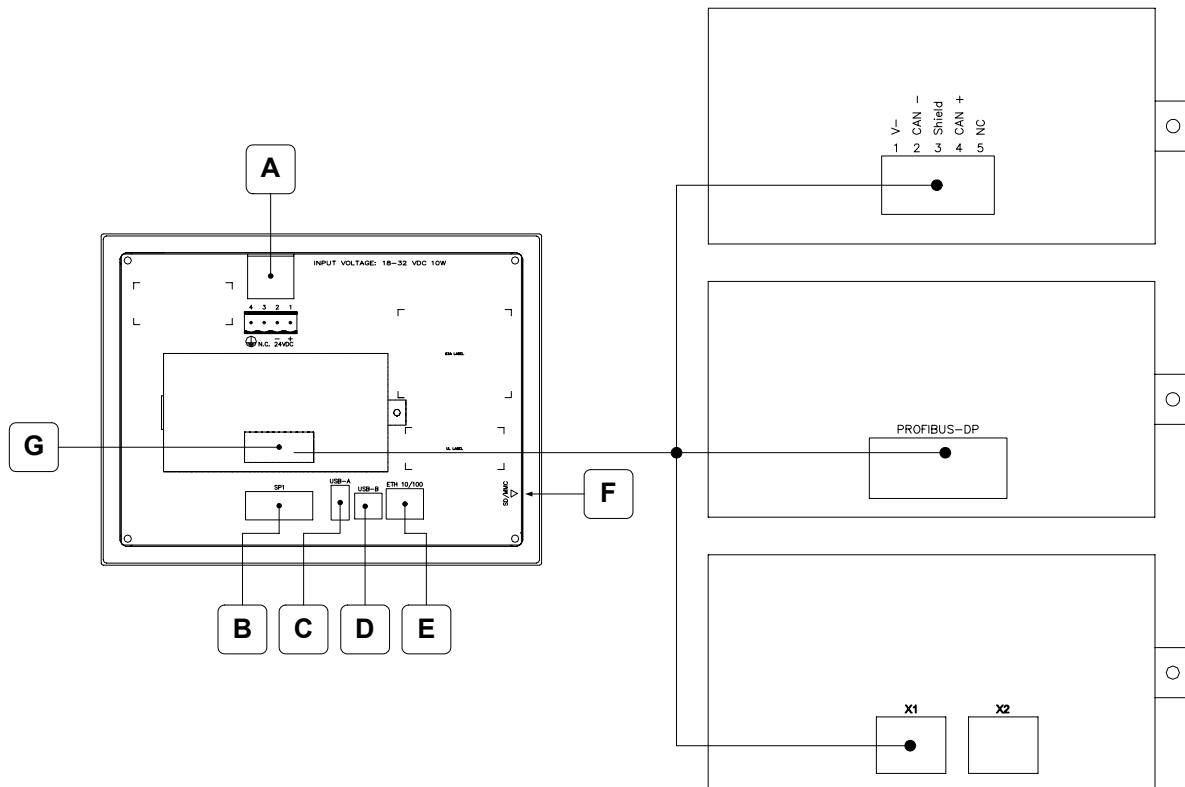 A
INPUT VOLTAGE: 18-32 VDC 10W
4 3 2 1
- +
N.C. 24VDC
ESA LABEL
UL LABEL
G
SP1
USB-A
USB-B
ETH 10/100
SD/MMC
F
B
C
D
E
V-
CAN -
Shield
CAN +
NC
1 2 3 4 5
PROFIBUS-DP
X1 X2